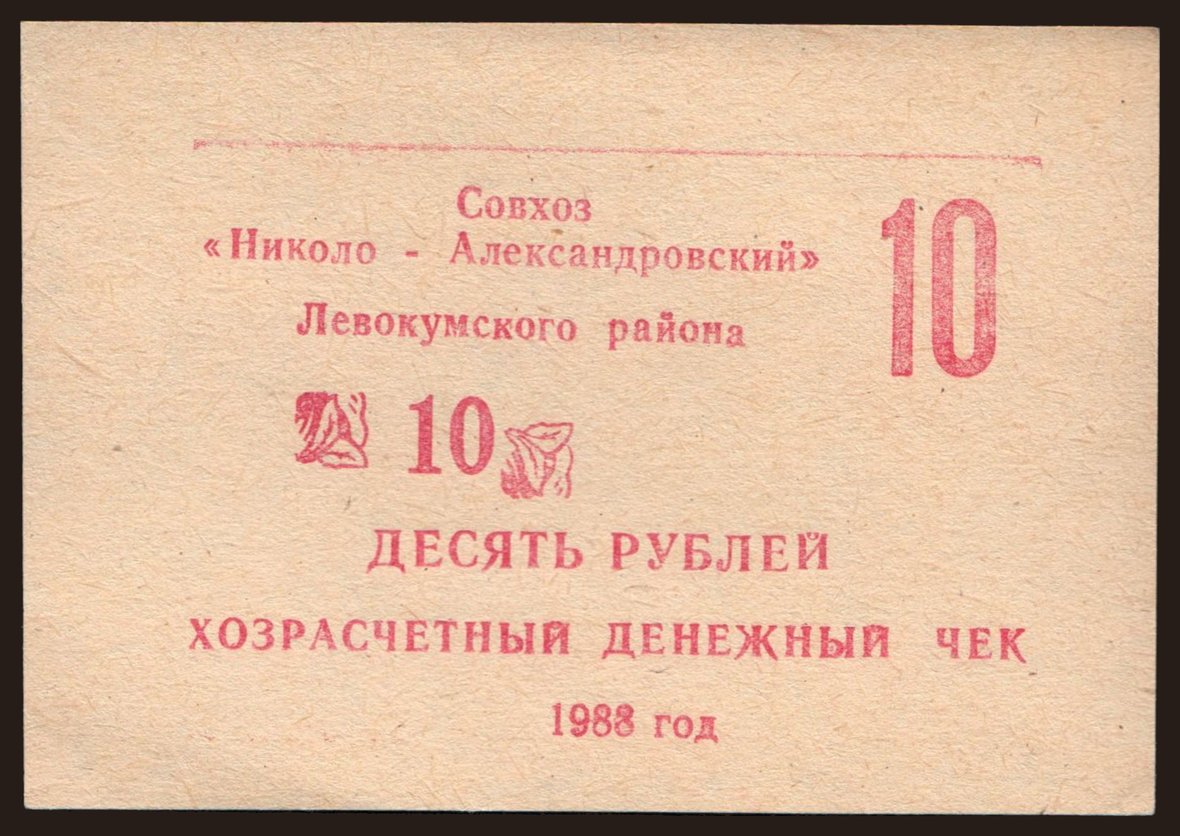 Совхоз
«Николо - Александровский»
10
Левокумского района
10
ДЕСЯТЬ РУБЛЕЙ
ХОЗРАСЧЕТНЫЙ ДЕНЕЖНЫЙ ЧЕК
1988 год